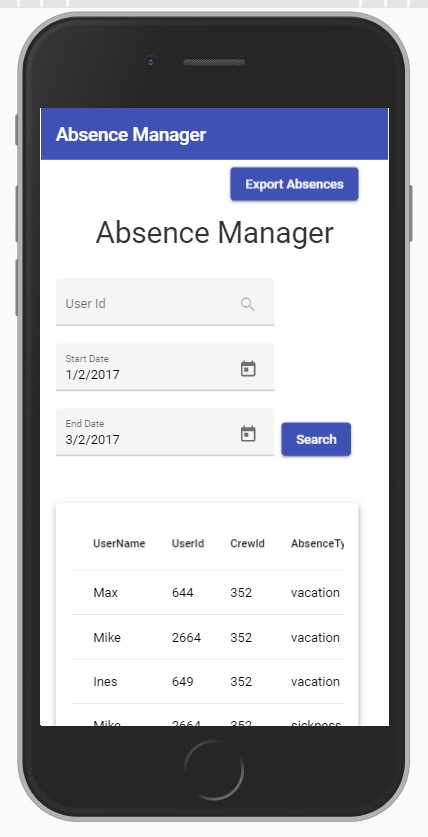 Absence Manager
Export Absences
Absence Manager
User Id
Start Date
1/2/2017
End Date
3/2/2017
Search
UserName UserId CrewId AbsenceTy
Max 644 352 vacation
Mike 2664 352 vacation
Ines 649 352 vacation
Mike 2664 352 sickness